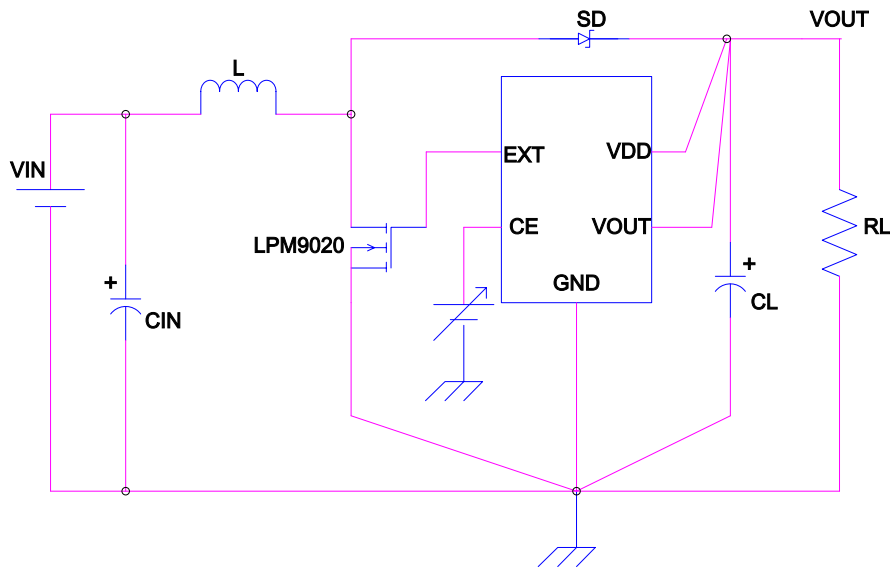 SD
VOUT
L
VIN
EXT
VDD
LPM9020
CE
VOUT
RL
GND
+
CIN
+
CL